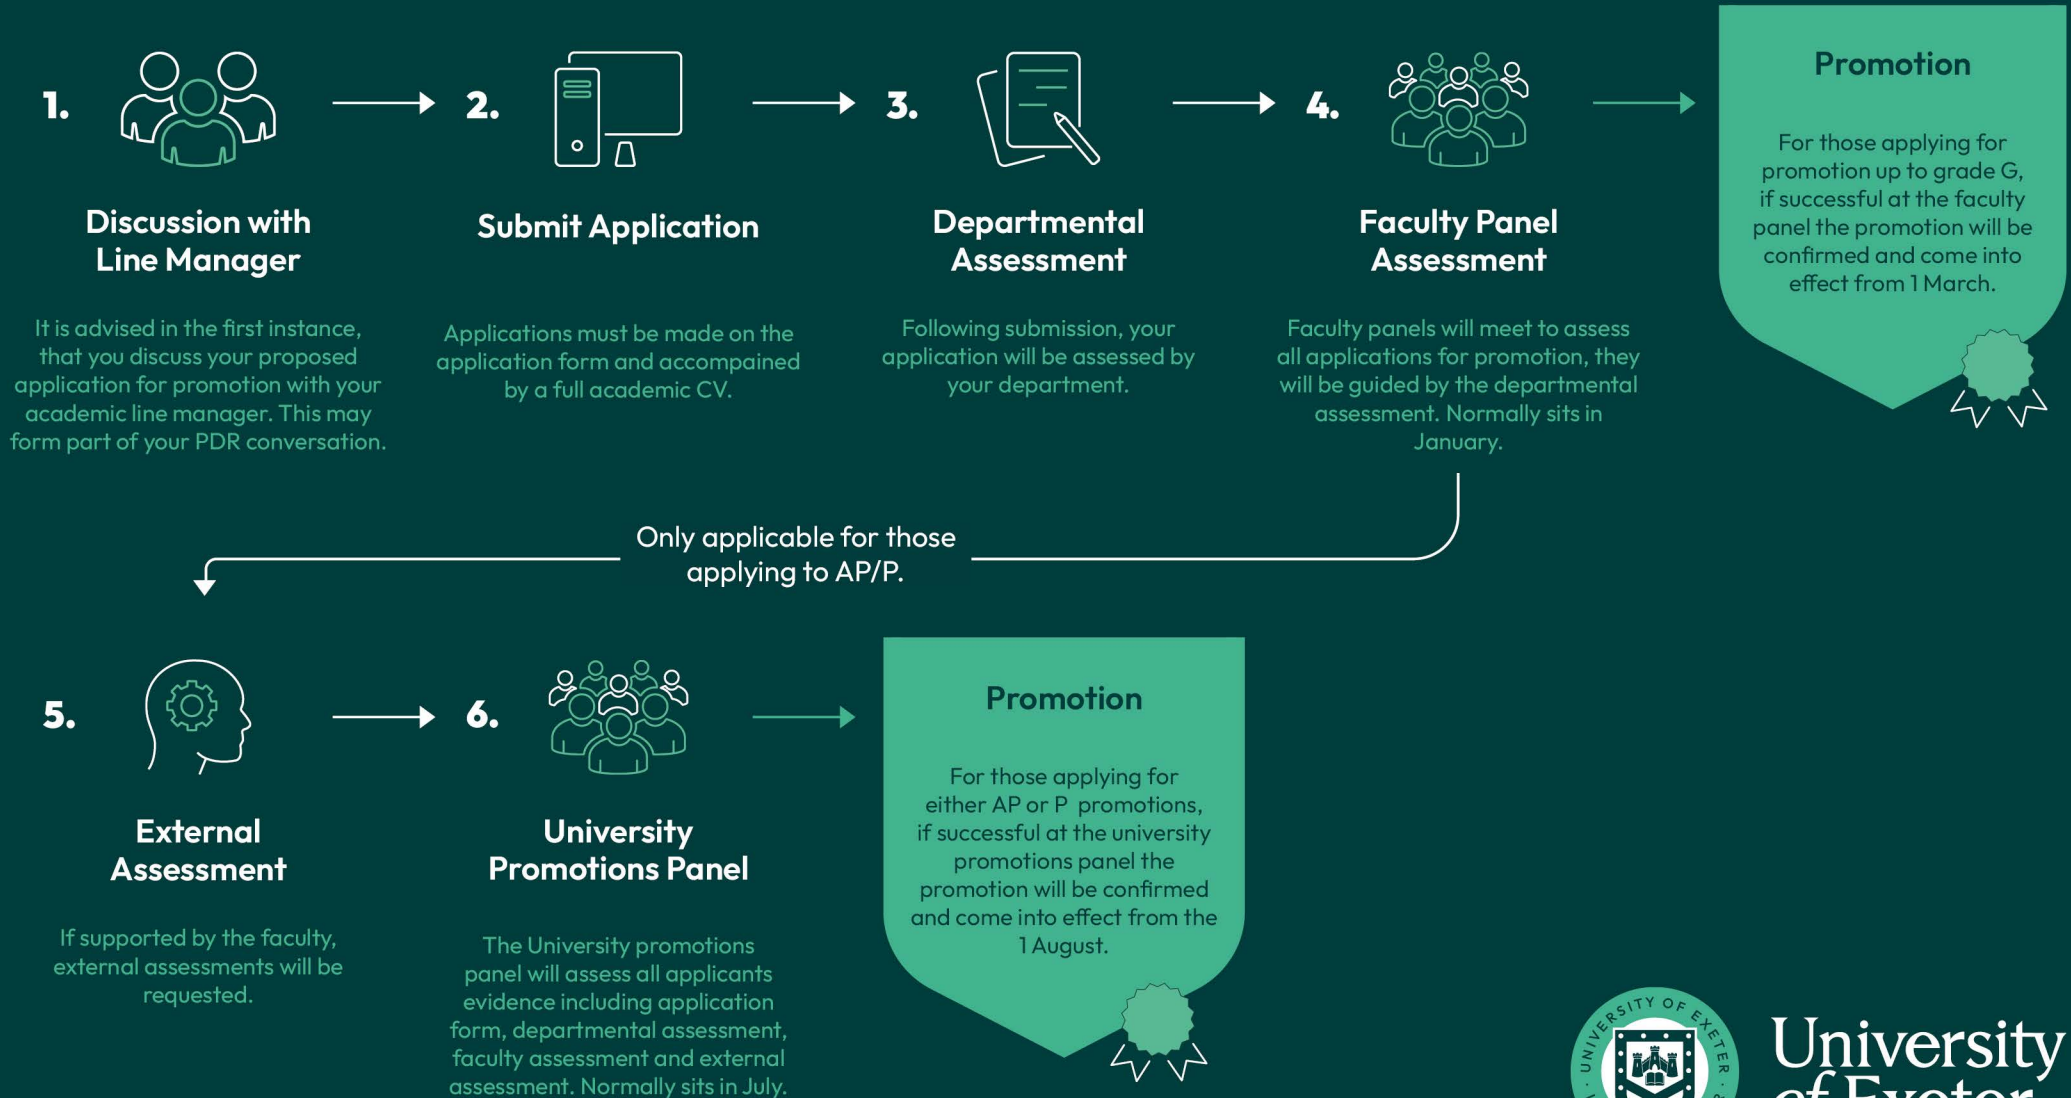 1.
Discussion with
Line Manager
It is advised in the first instance,
that you discuss your proposed
application for promotion with your
academic line manager. This may
form part of your PDR conversation.
2.
Submit Application
Applications must be made on the
application form and accompained
by a full academic CV.
3.
Departmental
Assessment
Following submission, your
application will be assessed by
your department.
4.
Faculty Panel
Assessment
Faculty panels will meet to assess
all applications for promotion, they
will be guided by the departmental
assessment. Normally sits in
January.
Promotion
For those applying for
promotion up to grade G,
if successful at the faculty
panel the promotion will be
confirmed and come into
effect from 1 March.
Only applicable for those
applying to AP/P.
5.
External
Assessment
If supported by the faculty,
external assessments will be
requested.
6.
University
Promotions Panel
The University promotions
panel will assess all applicants
evidence including application
form, departmental assessment,
faculty assessment and external
assessment. Normally sits in July.
Promotion
For those applying for
either AP or P promotions,
if successful at the university
promotions panel the
promotion will be confirmed
and come into effect from the
1 August.
UNIVERSITY OF EXETER
University
of Exeter